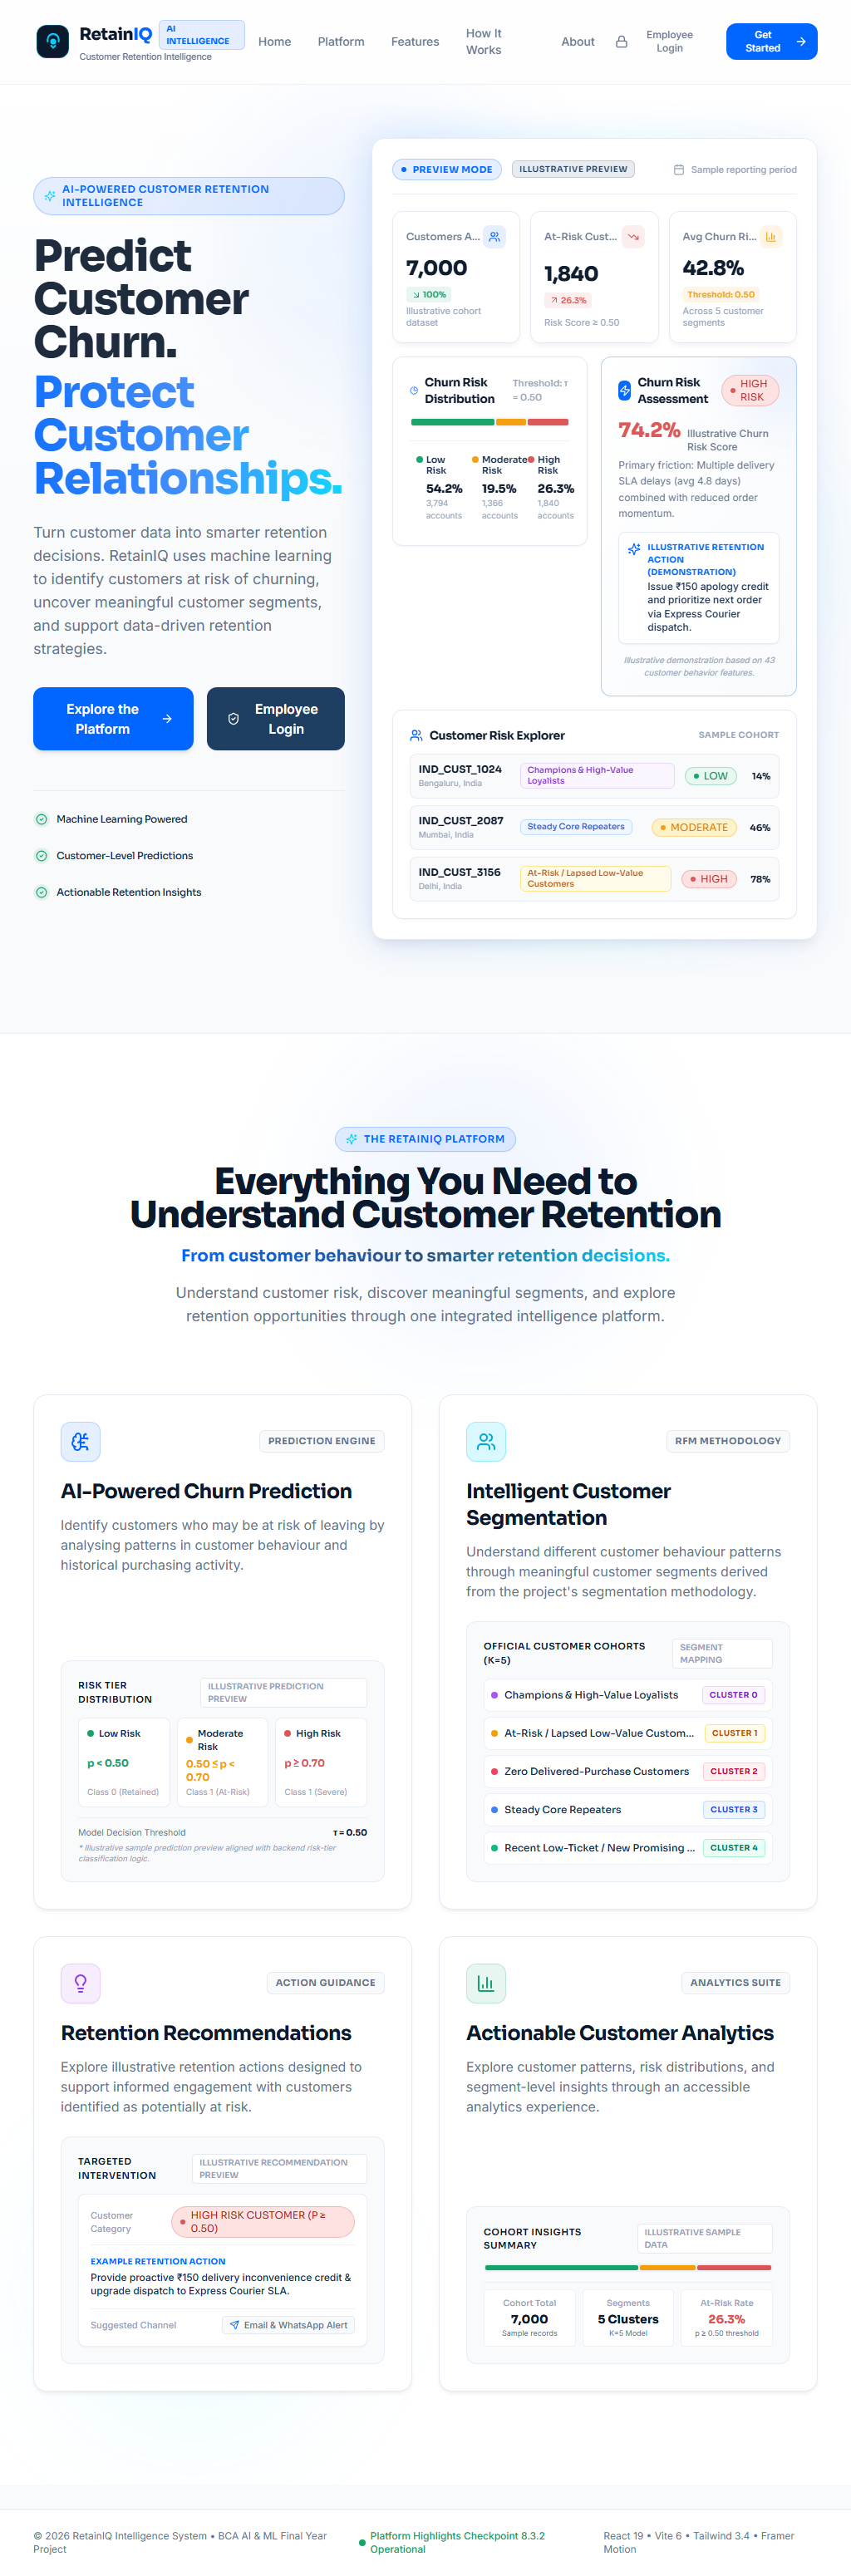 RetainIQ
AI
INTELLIGENCE
Customer Retention Intelligence
Home
Platform
Features
How It
Works
About
Employee
Login
Get
Started
AI-POWERED CUSTOMER RETENTION
INTELLIGENCE
Predict
Customer
Churn.
Protect
Customer
Relationships.
Turn customer data into smarter retention
decisions. RetainIQ uses machine learning
to identify customers at risk of churning,
uncover meaningful customer segments,
and support data-driven retention
strategies.
Explore the
Platform
Employee
Login
Machine Learning Powered
Customer-Level Predictions
Actionable Retention Insights
PREVIEW MODE
ILLUSTRATIVE PREVIEW
Sample reporting period
Customers A...
7,000
100%
Illustrative cohort
dataset
At-Risk Cust...
1,840
26.3%
Risk Score ≥ 0.50
Avg Churn Ri...
42.8%
Threshold: 0.50
Across 5 customer
segments
Churn Risk
Distribution
Threshold: τ
= 0.50
Low
Risk
54.2%
3,794
accounts
Moderate
Risk
19.5%
1,366
accounts
High
Risk
26.3%
1,840
accounts
Churn Risk
Assessment
HIGH
RISK
74.2%
Illustrative Churn
Risk Score
Primary friction: Multiple delivery
SLA delays (avg 4.8 days)
combined with reduced order
momentum.
ILLUSTRATIVE RETENTION
ACTION
(DEMONSTRATION)
Issue ₹150 apology credit
and prioritize next order
via Express Courier
dispatch.
Illustrative demonstration based on 43
customer behavior features.
Customer Risk Explorer
SAMPLE COHORT
IND_CUST_1024
Bengaluru, India
Champions & High-Value
Loyalists
LOW
14%
IND_CUST_2087
Mumbai, India
Steady Core Repeaters
MODERATE
46%
IND_CUST_3156
Delhi, India
At-Risk / Lapsed Low-Value
Customers
HIGH
78%
THE RETAINIQ PLATFORM
Everything You Need to
Understand Customer Retention
From customer behaviour to smarter retention decisions.
Understand customer risk, discover meaningful segments, and explore
retention opportunities through one integrated intelligence platform.
PREDICTION ENGINE
AI-Powered Churn Prediction
Identify customers who may be at risk of leaving by
analysing patterns in customer behaviour and
historical purchasing activity.
RISK TIER
DISTRIBUTION
ILLUSTRATIVE PREDICTION
PREVIEW
Low Risk
p < 0.50
Class 0 (Retained)
Moderate
Risk
0.50 ≤ p <
0.70
Class 1 (At-Risk)
High Risk
p ≥ 0.70
Class 1 (Severe)
Model Decision Threshold
τ = 0.50
* Illustrative sample prediction preview aligned with backend risk-tier
classification logic.
RFM METHODOLOGY
Intelligent Customer
Segmentation
Understand different customer behaviour patterns
through meaningful customer segments derived
from the project's segmentation methodology.
OFFICIAL CUSTOMER COHORTS
(K=5)
SEGMENT
MAPPING
Champions & High-Value Loyalists
CLUSTER 0
At-Risk / Lapsed Low-Value Custom...
CLUSTER 1
Zero Delivered-Purchase Customers
CLUSTER 2
Steady Core Repeaters
CLUSTER 3
Recent Low-Ticket / New Promising ...
CLUSTER 4
ACTION GUIDANCE
Retention Recommendations
Explore illustrative retention actions designed to
support informed engagement with customers
identified as potentially at risk.
TARGETED
INTERVENTION
ILLUSTRATIVE RECOMMENDATION
PREVIEW
Customer
Category
HIGH RISK CUSTOMER (P ≥
0.50)
EXAMPLE RETENTION ACTION
Provide proactive ₹150 delivery inconvenience credit &
upgrade dispatch to Express Courier SLA.
Suggested Channel
Email & WhatsApp Alert
ANALYTICS SUITE
Actionable Customer Analytics
Explore customer patterns, risk distributions, and
segment-level insights through an accessible
analytics experience.
COHORT INSIGHTS
SUMMARY
ILLUSTRATIVE SAMPLE
DATA
Cohort Total
7,000
Sample records
Segments
5 Clusters
K=5 Model
At-Risk Rate
26.3%
p ≥ 0.50 threshold
© 2026 RetainIQ Intelligence System • BCA AI & ML Final Year
Project
Platform Highlights Checkpoint 8.3.2
Operational
React 19 • Vite 6 • Tailwind 3.4 • Framer
Motion